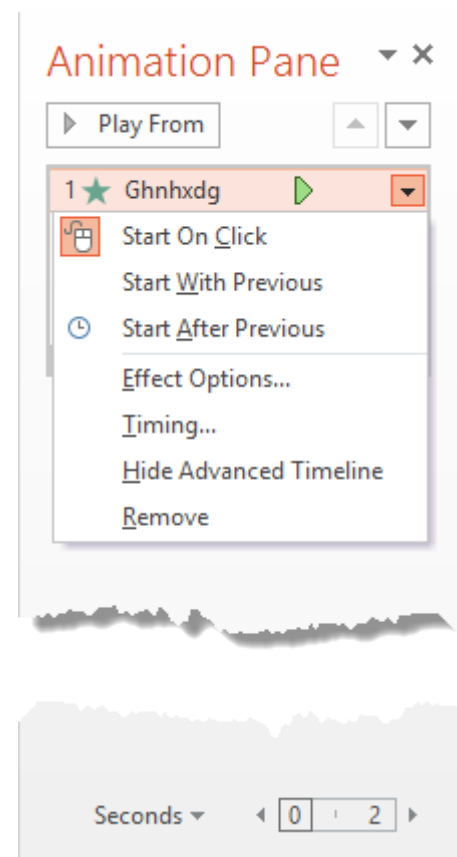 Animation Pane
Play From
1 Ghnhxdg
Start On Click
Start With Previous
Start After Previous
Effect Options...
Timing...
Hide Advanced Timeline
Remove
Seconds 0 2